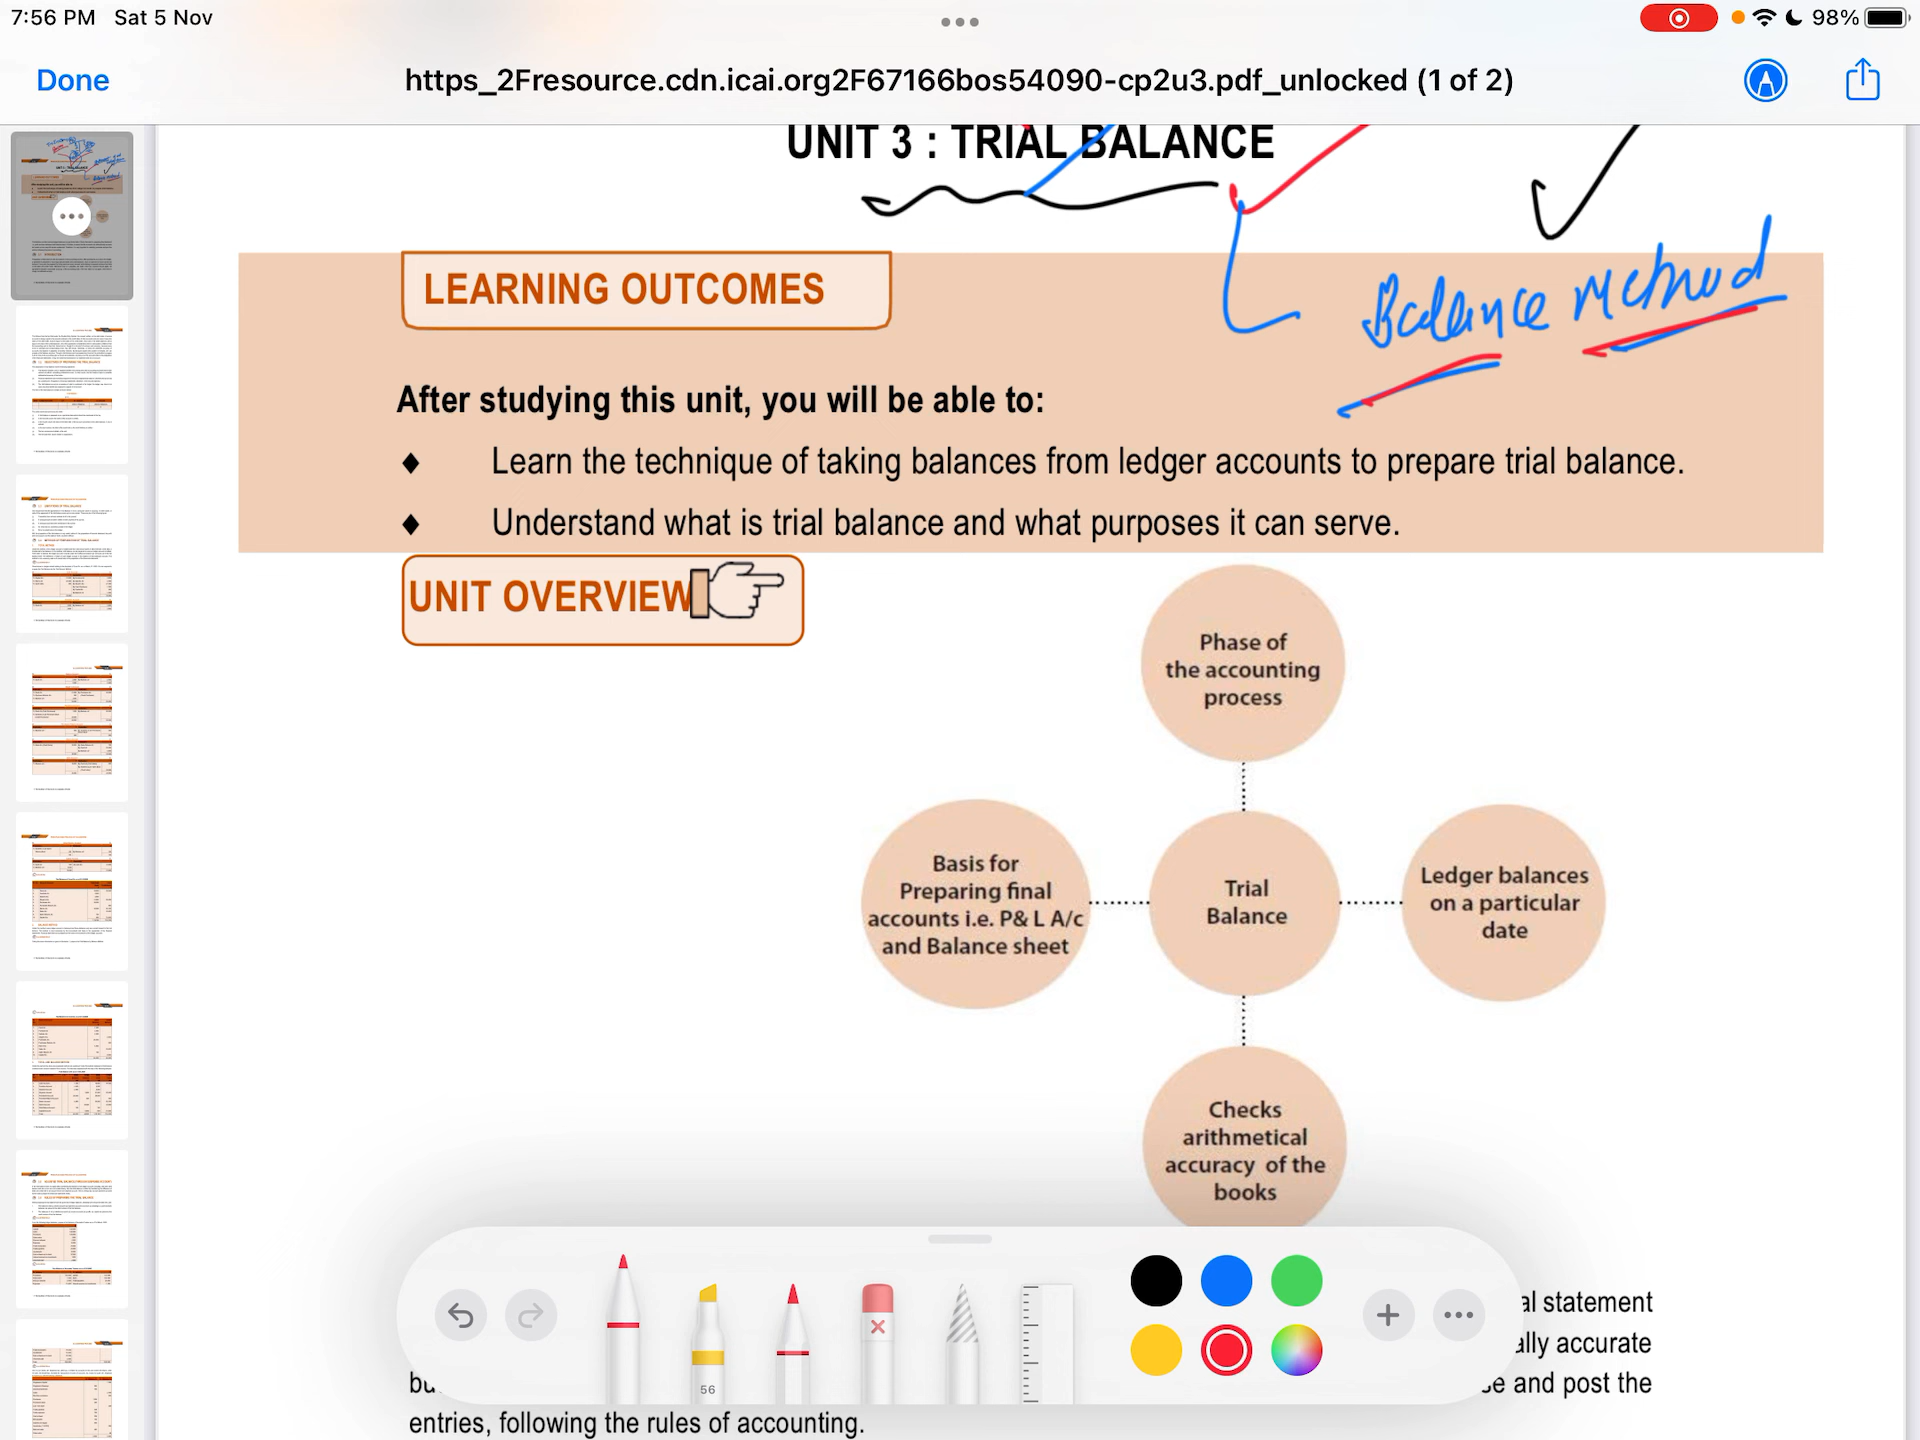 7:56 PM Sat 5 Nov
98%
Done
https_2Fresource.cdn.icai.org2F67166bos54090-cp2u3.pdf_unlocked (1 of 2)
UNIT 3 : TRIAL BALANCE
Balance Method
LEARNING OUTCOMES
After studying this unit, you will be able to:
♦ Learn the technique of taking balances from ledger accounts to prepare trial balance.
♦ Understand what is trial balance and what purposes it can serve.
UNIT OVERVIEW
Phase of
the accounting
process
Basis for
Preparing final
accounts i.e. P& L A/c
and Balance sheet
Trial
Balance
Ledger balances
on a particular
date
Checks
arithmetical
accuracy of the
books
56
statement
accurate
and post the
entries, following the rules of accounting.